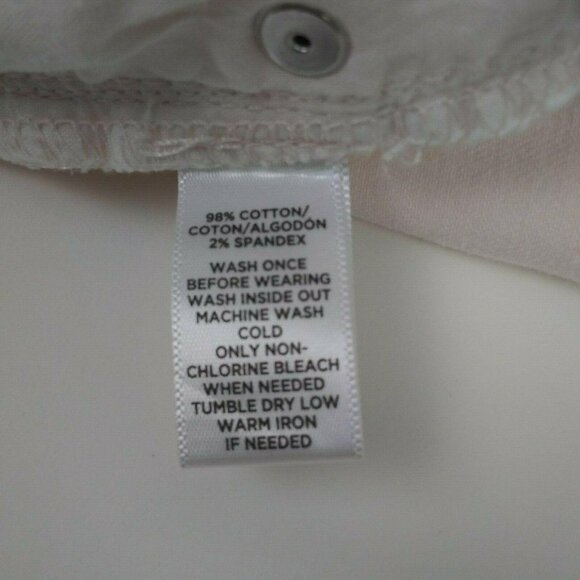 98% COTTON/
COTON/ALGODÓN
2% SPANDEX
WASH ONCE
BEFORE WEARING
WASH INSIDE OUT
MACHINE WASH
COLD
ONLY NON-
CHLORINE BLEACH
WHEN NEEDED
TUMBLE DRY LOW
WARM IRON
IF NEEDED